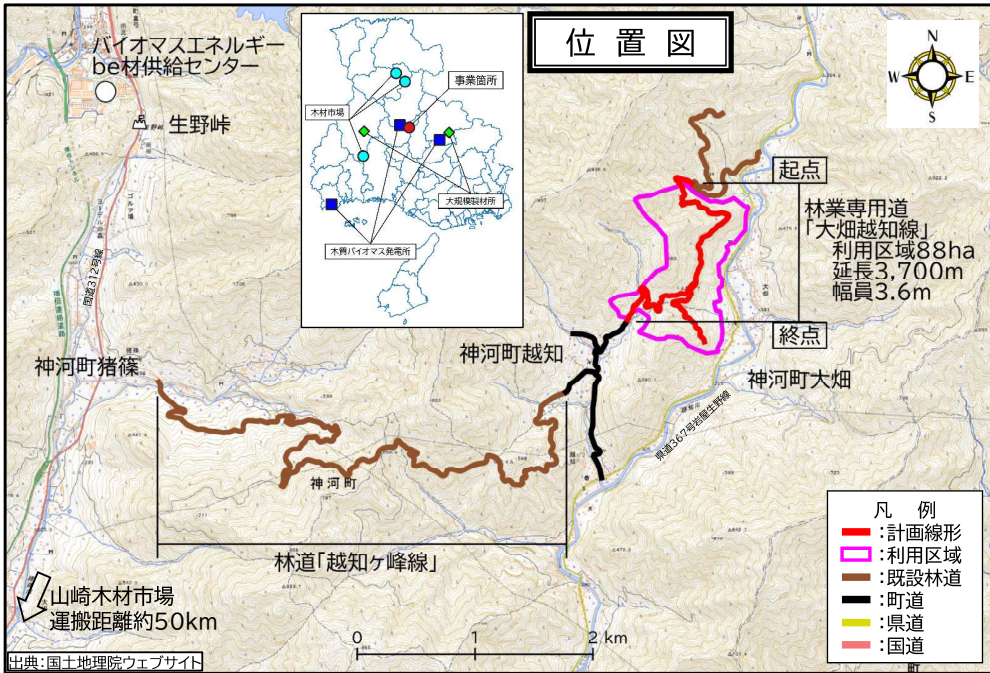 位置図
バイオマスエネルギー
be材供給センター
生野峠
木材市場
事業箇所
大規模製材所
木質バイオマス発電所
N
W E
S
起点
林業専用道
「大畑越知線」
利用区域88ha
延長3,700m
幅員3.6m
終点
国道312号線
神河町猪篠
神河町越知
神河町大畑
県道367号岩屋生野線
神河町
林道「越知ヶ峰線」
山崎木材市場
運搬距離約50km
0 1 2 km
凡例
:計画線形
:利用区域
:既設林道
:町道
:県道
:国道
出典:国土地理院ウェブサイト